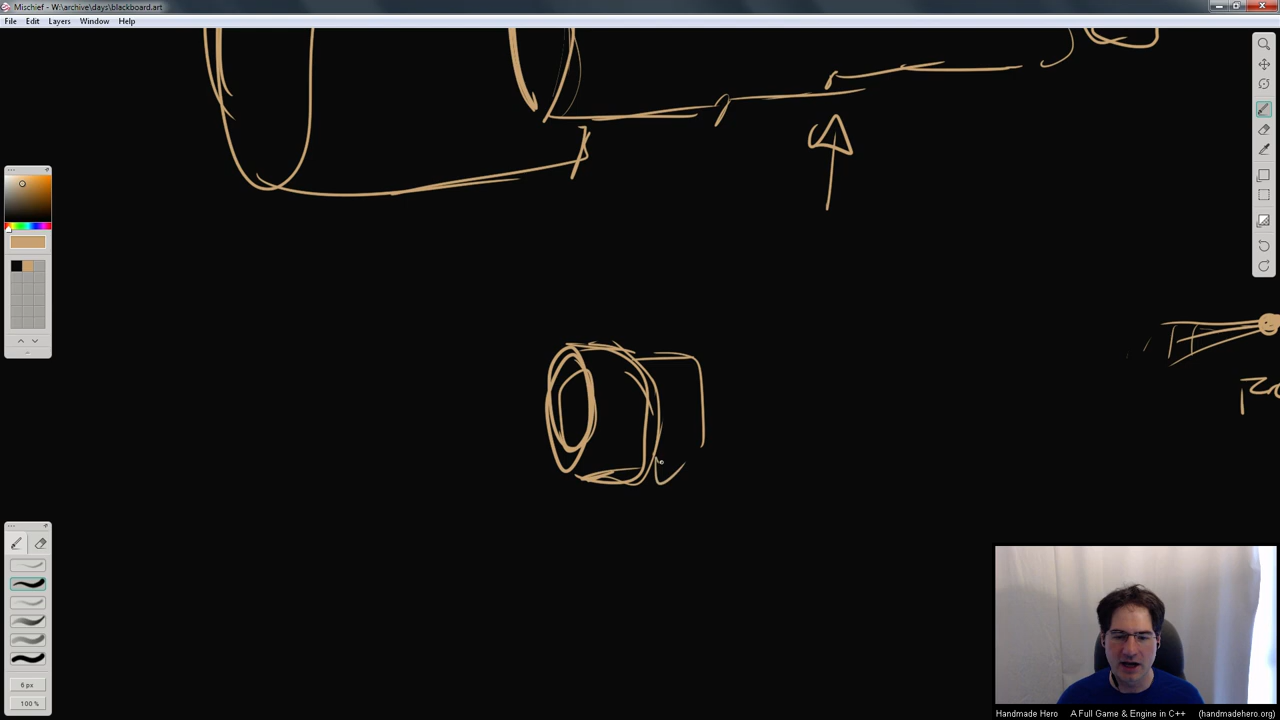 Mischief - W:\archive\days\blackboard.art
File Edit Layers Window Help
6 px
100 %
Handmade Hero A Full Game & Engine in C++ (handmadehero.org)